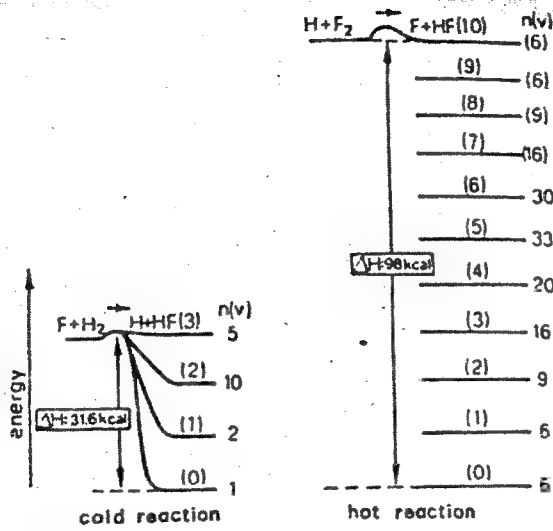 H+F₂ F+HF(10) n(v)
(6)
(9) (6)
(8) (9)
(7) (16)
(6) 30
(5) 33
ΔH:98kcal
(4) 20
(3) 16
(2) 9
(1) 6
(0)
hot reaction
energy
F+H₂ H+HF(3) n(v)
5
(2) 10
ΔH:31.6kcal
(1) 2
(0) 1
cold reaction